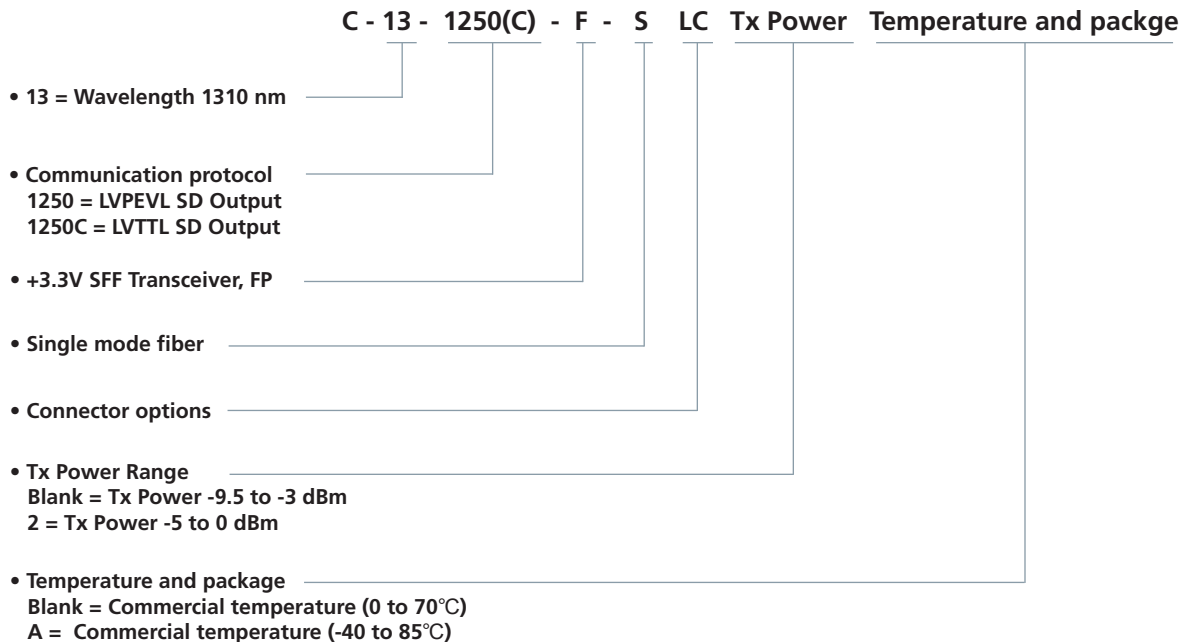 C - 13 - 1250(C) - F - S LC Tx Power Temperature and packge
• 13 = Wavelength 1310 nm
• Communication protocol
1250 = LVPEVL SD Output
1250C = LVTTL SD Output
• +3.3V SFF Transceiver, FP
• Single mode fiber
• Connector options
• Tx Power Range
Blank = Tx Power -9.5 to -3 dBm
2 = Tx Power -5 to 0 dBm
• Temperature and package
Blank = Commercial temperature (0 to 70℃)
A = Commercial temperature (-40 to 85℃)